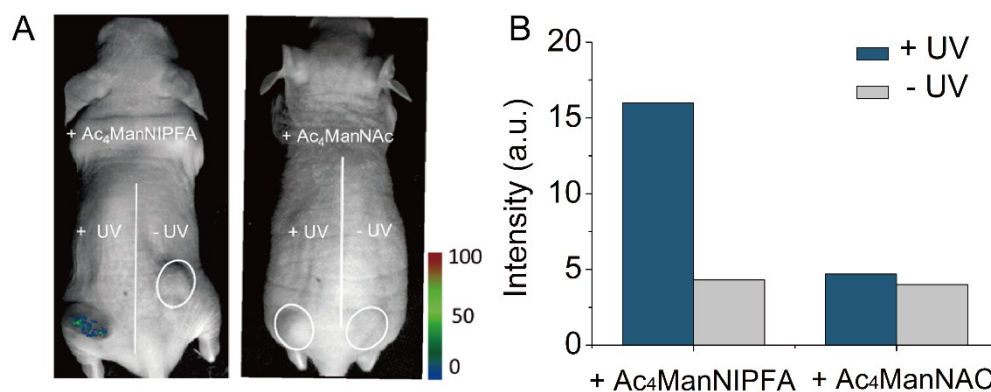 A
+ Ac₄ManNIPFA
+ UV
- UV
+ Ac₄ManNAc
+ UV
- UV
100
50
0
B
+ UV
- UV
Intensity (a.u.)
20
15
10
5
0
+ Ac₄ManNIPFA
+ Ac₄ManNAC